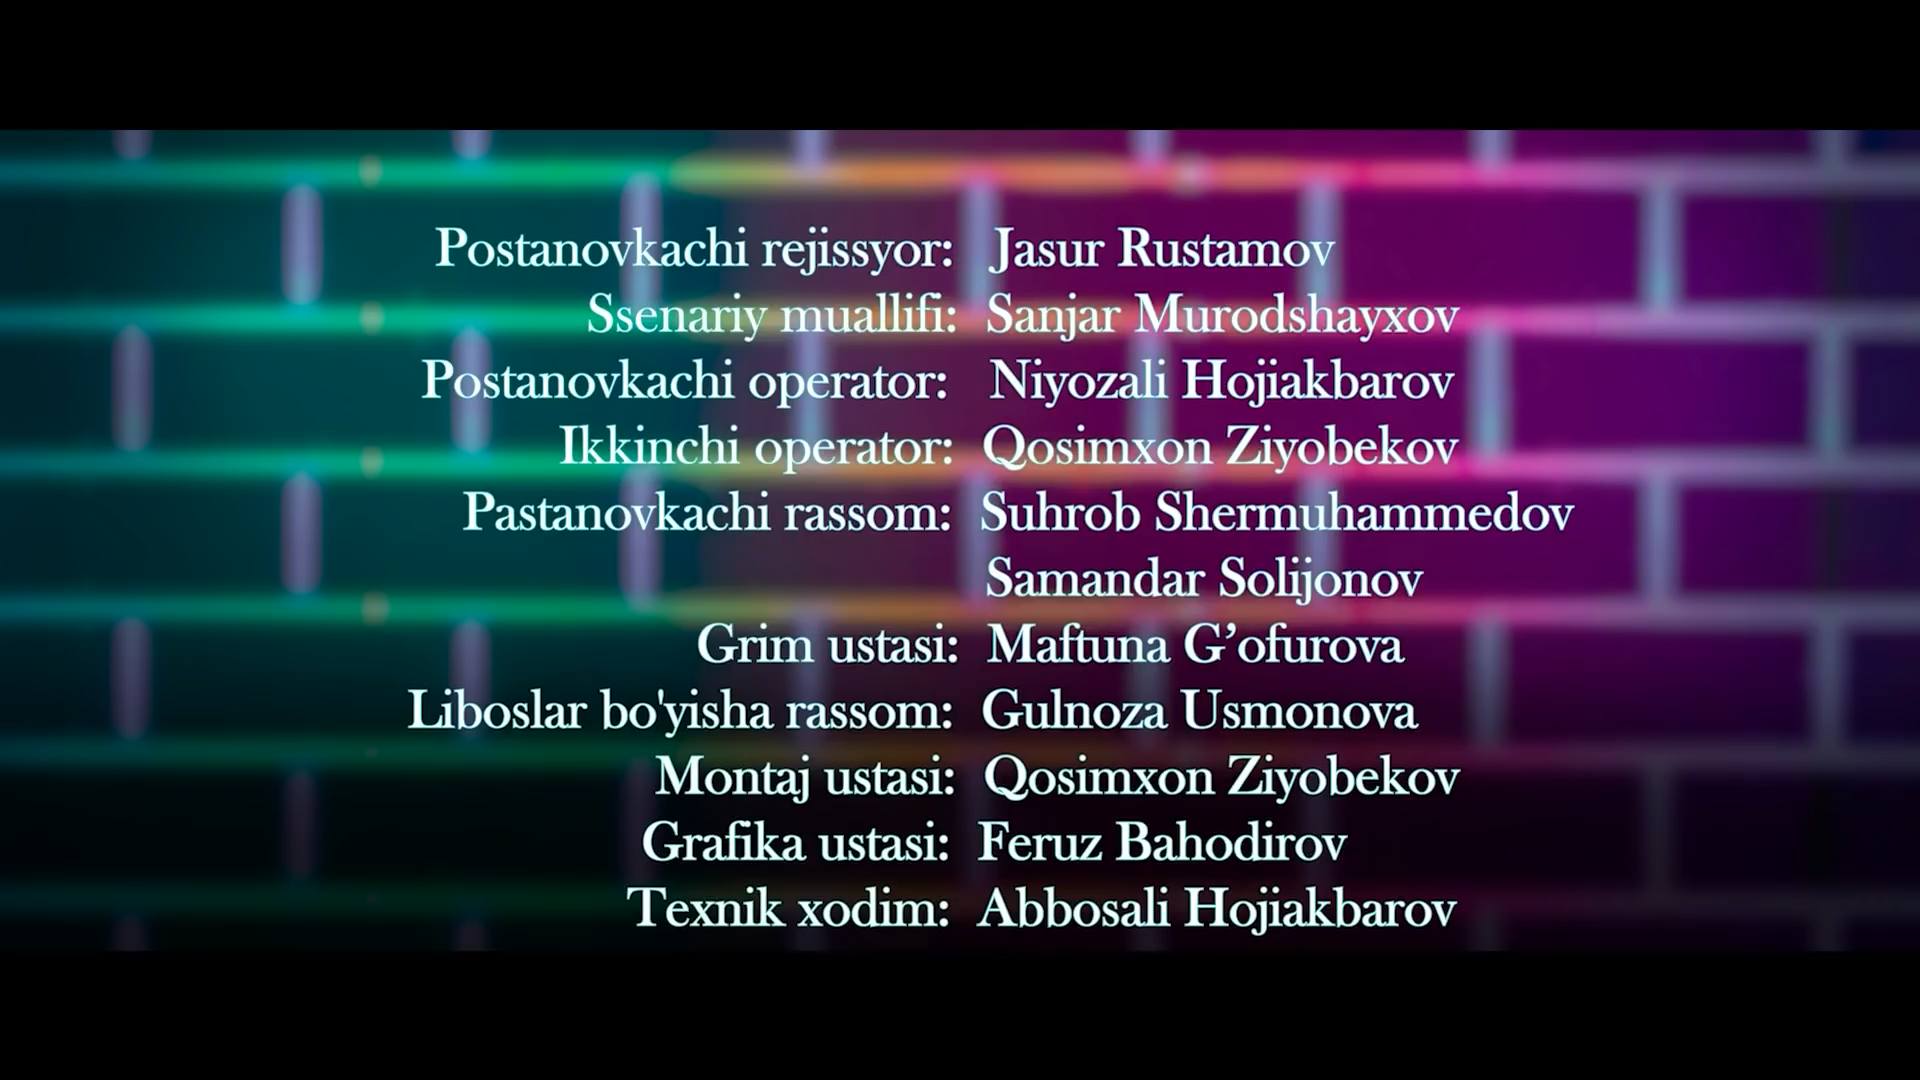 Postanovkachi rejissyor: Jasur Rustamov
Ssenariy muallifi: Sanjar Murodshayxov
Postanovkachi operator: Niyozali Hojiakbarov
Ikkinchi operator: Qosimxon Ziyobekov
Pastanovkachi rassom: Suhrob Shermuhammedov
Samandar Solijonov
Grim ustasi: Maftuna G’ofurova
Liboslar bo'yisha rassom: Gulnoza Usmonova
Montaj ustasi: Qosimxon Ziyobekov
Grafika ustasi: Feruz Bahodirov
Texnik xodim: Abbosali Hojiakbarov